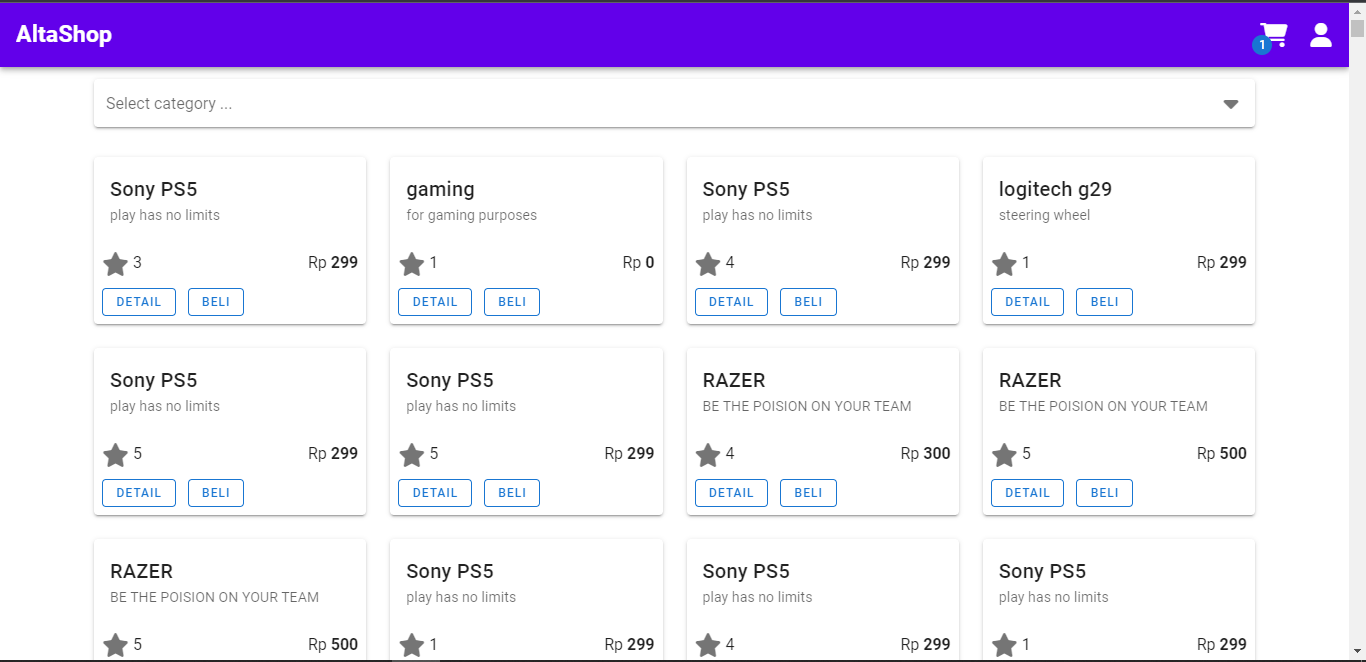 AltaShop
1
Select category ...
Sony PS5
play has no limits
3 Rp 299
DETAIL BELI
gaming
for gaming purposes
1 Rp 0
DETAIL BELI
Sony PS5
play has no limits
4 Rp 299
DETAIL BELI
logitech g29
steering wheel
1 Rp 299
DETAIL BELI
Sony PS5
play has no limits
5 Rp 299
DETAIL BELI
Sony PS5
play has no limits
5 Rp 299
DETAIL BELI
RAZER
BE THE POISION ON YOUR TEAM
4 Rp 300
DETAIL BELI
RAZER
BE THE POISION ON YOUR TEAM
5 Rp 500
DETAIL BELI
RAZER
BE THE POISION ON YOUR TEAM
5 Rp 500
Sony PS5
play has no limits
1 Rp 299
Sony PS5
play has no limits
4 Rp 299
Sony PS5
play has no limits
1 Rp 299